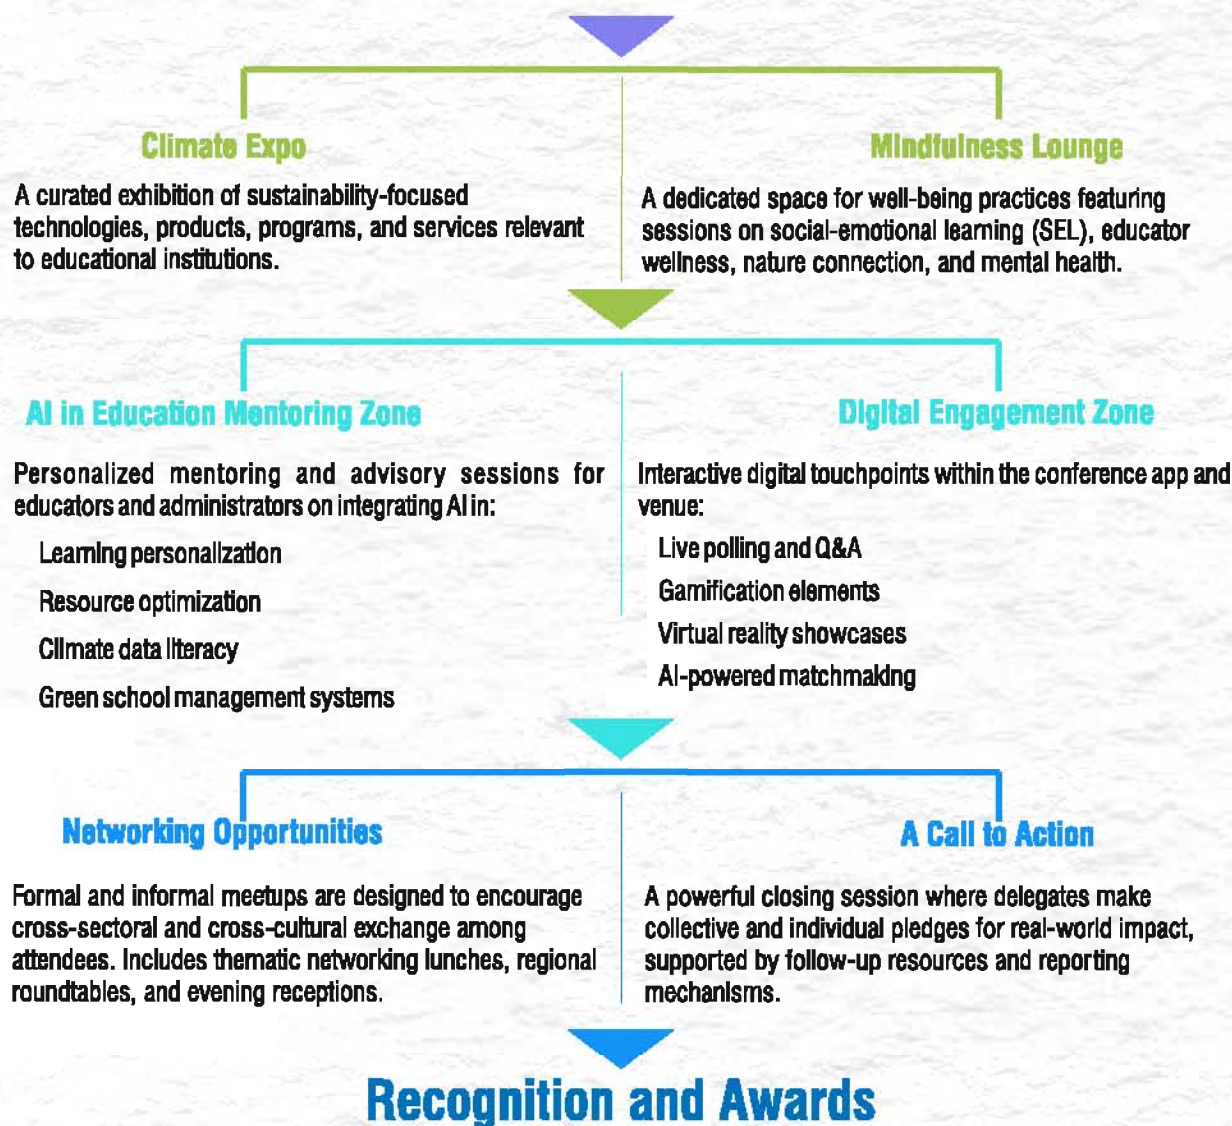 Climate Expo
A curated exhibition of sustainability-focused
technologies, products, programs, and services relevant
to educational institutions.
Mindfulness Lounge
A dedicated space for well-being practices featuring
sessions on social-emotional learning (SEL), educator
wellness, nature connection, and mental health.
AI in Education Mentoring Zone
Personalized mentoring and advisory sessions for
educators and administrators on integrating AI in:
Learning personalization
Resource optimization
Climate data literacy
Green school management systems
Digital Engagement Zone
Interactive digital touchpoints within the conference app and
venue:
Live polling and Q&A
Gamification elements
Virtual reality showcases
AI-powered matchmaking
Networking Opportunities
Formal and informal meetups are designed to encourage
cross-sectoral and cross-cultural exchange among
attendees. Includes thematic networking lunches, regional
roundtables, and evening receptions.
A Call to Action
A powerful closing session where delegates make
collective and individual pledges for real-world impact,
supported by follow-up resources and reporting
mechanisms.
Recognition and Awards